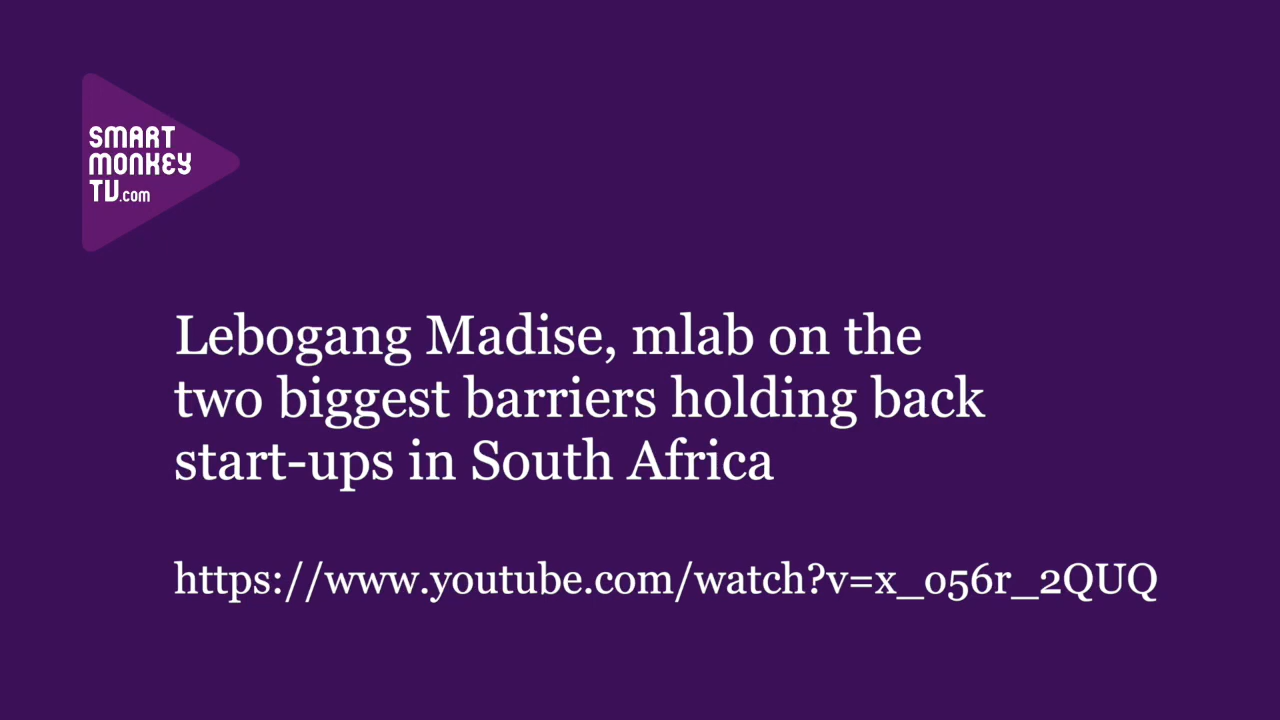 SMART
MONKEY
TV.com
Lebogang Madise, mlab on the
two biggest barriers holding back
start-ups in South Africa
https://www.youtube.com/watch?v=x_056r_2QUQ